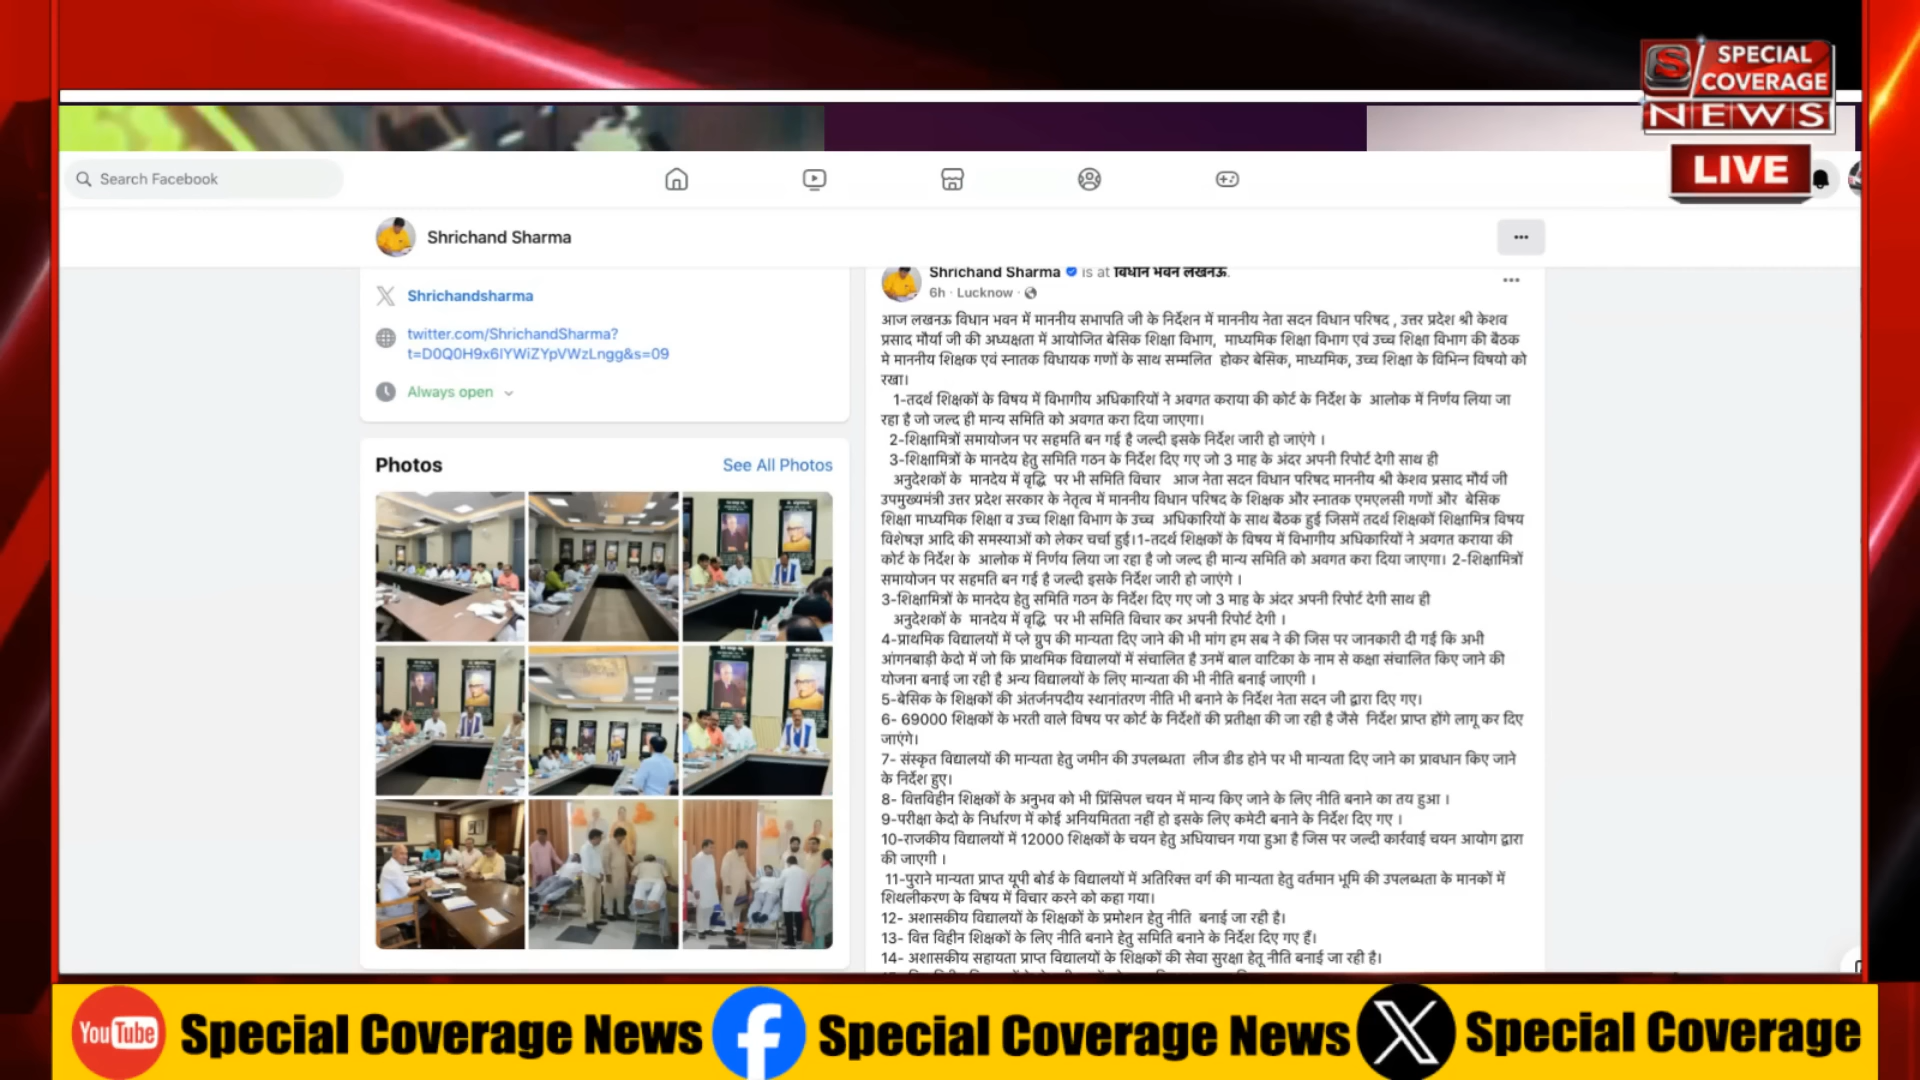 SPECIAL
COVERAGE
NEWS
LIVE
Search Facebook
Shrichand Sharma
Shrichandsharma
twitter.com/ShrichandSharma?
t=D0Q0H9x6IYWiZYpVWzLngg&s=09
Always open
Photos
See All Photos
Shrichand Sharma is at विधान भवन लखनऊ.
6h · Lucknow ·
आज लखनऊ विधान भवन में माननीय सभापति जी के निर्देशन में माननीय नेता सदन विधान परिषद , उत्तर प्रदेश श्री केशव
प्रसाद मौर्या जी की अध्यक्षता में आयोजित बेसिक शिक्षा विभाग, माध्यमिक शिक्षा विभाग एवं उच्च शिक्षा विभाग की बैठक
मे माननीय शिक्षक एवं स्नातक विधायक गणों के साथ सम्मलित होकर बेसिक, माध्यमिक, उच्च शिक्षा के विभिन्न विषयो को
रखा।
1-तदर्थ शिक्षकों के विषय में विभागीय अधिकारियों ने अवगत कराया की कोर्ट के निर्देश के आलोक में निर्णय लिया जा
रहा है जो जल्द ही मान्य समिति को अवगत करा दिया जाएगा।
2-शिक्षामित्रों समायोजन पर सहमति बन गई है जल्दी इसके निर्देश जारी हो जाएंगे ।
3-शिक्षामित्रों के मानदेय हेतु समिति गठन के निर्देश दिए गए जो 3 माह के अंदर अपनी रिपोर्ट देगी साथ ही
अनुदेशकों के मानदेय में वृद्धि पर भी समिति विचार आज नेता सदन विधान परिषद माननीय श्री केशव प्रसाद मौर्य जी
उपमुख्यमंत्री उत्तर प्रदेश सरकार के नेतृत्व में माननीय विधान परिषद के शिक्षक और स्नातक एमएलसी गणों और बेसिक
शिक्षा माध्यमिक शिक्षा व उच्च शिक्षा विभाग के उच्च अधिकारियों के साथ बैठक हुई जिसमें तदर्थ शिक्षकों शिक्षामित्र विषय
विशेषज्ञ आदि की समस्याओं को लेकर चर्चा हुई।1-तदर्थ शिक्षकों के विषय में विभागीय अधिकारियों ने अवगत कराया की
कोर्ट के निर्देश के आलोक में निर्णय लिया जा रहा है जो जल्द ही मान्य समिति को अवगत करा दिया जाएगा। 2-शिक्षामित्रों
समायोजन पर सहमति बन गई है जल्दी इसके निर्देश जारी हो जाएंगे ।
3-शिक्षामित्रों के मानदेय हेतु समिति गठन के निर्देश दिए गए जो 3 माह के अंदर अपनी रिपोर्ट देगी साथ ही
अनुदेशकों के मानदेय में वृद्धि पर भी समिति विचार कर अपनी रिपोर्ट देगी ।
4-प्राथमिक विद्यालयों में प्ले ग्रुप की मान्यता दिए जाने की भी मांग हम सब ने की जिस पर जानकारी दी गई कि अभी
आंगनबाड़ी केदो में जो कि प्राथमिक विद्यालयों में संचालित है उनमें बाल वाटिका के नाम से कक्षा संचालित किए जाने की
योजना बनाई जा रही है अन्य विद्यालयों के लिए मान्यता की भी नीति बनाई जाएगी ।
5-बेसिक के शिक्षकों की अंतर्जनपदीय स्थानांतरण नीति भी बनाने के निर्देश नेता सदन जी द्वारा दिए गए।
6- 69000 शिक्षकों के भरती वाले विषय पर कोर्ट के निर्देशों की प्रतीक्षा की जा रही है जैसे निर्देश प्राप्त होंगे लागू कर दिए
जाएंगे।
7- संस्कृत विद्यालयों की मान्यता हेतु जमीन की उपलब्धता लीज डीड होने पर भी मान्यता दिए जाने का प्रावधान किए जाने
के निर्देश हुए।
8- वित्तविहीन शिक्षकों के अनुभव को भी प्रिंसिपल चयन में मान्य किए जाने के लिए नीति बनाने का तय हुआ ।
9-परीक्षा केदो के निर्धारण में कोई अनियमितता नहीं हो इसके लिए कमेटी बनाने के निर्देश दिए गए ।
10-राजकीय विद्यालयों में 12000 शिक्षकों के चयन हेतु अधियाचन गया हुआ है जिस पर जल्दी कार्रवाई चयन आयोग द्वारा
की जाएगी ।
11-पुराने मान्यता प्राप्त यूपी बोर्ड के विद्यालयों में अतिरिक्त वर्ग की मान्यता हेतु वर्तमान भूमि की उपलब्धता के मानकों में
शिथलीकरण के विषय में विचार करने को कहा गया।
12- अशासकीय विद्यालयों के शिक्षकों के प्रमोशन हेतु नीति बनाई जा रही है।
13- वित्त विहीन शिक्षकों के लिए नीति बनाने हेतु समिति बनाने के निर्देश दिए गए हैं।
14- अशासकीय सहायता प्राप्त विद्यालयों के शिक्षकों की सेवा सुरक्षा हेतू नीति बनाई जा रही है।
YouTube Special Coverage News Special Coverage News Special Coverage